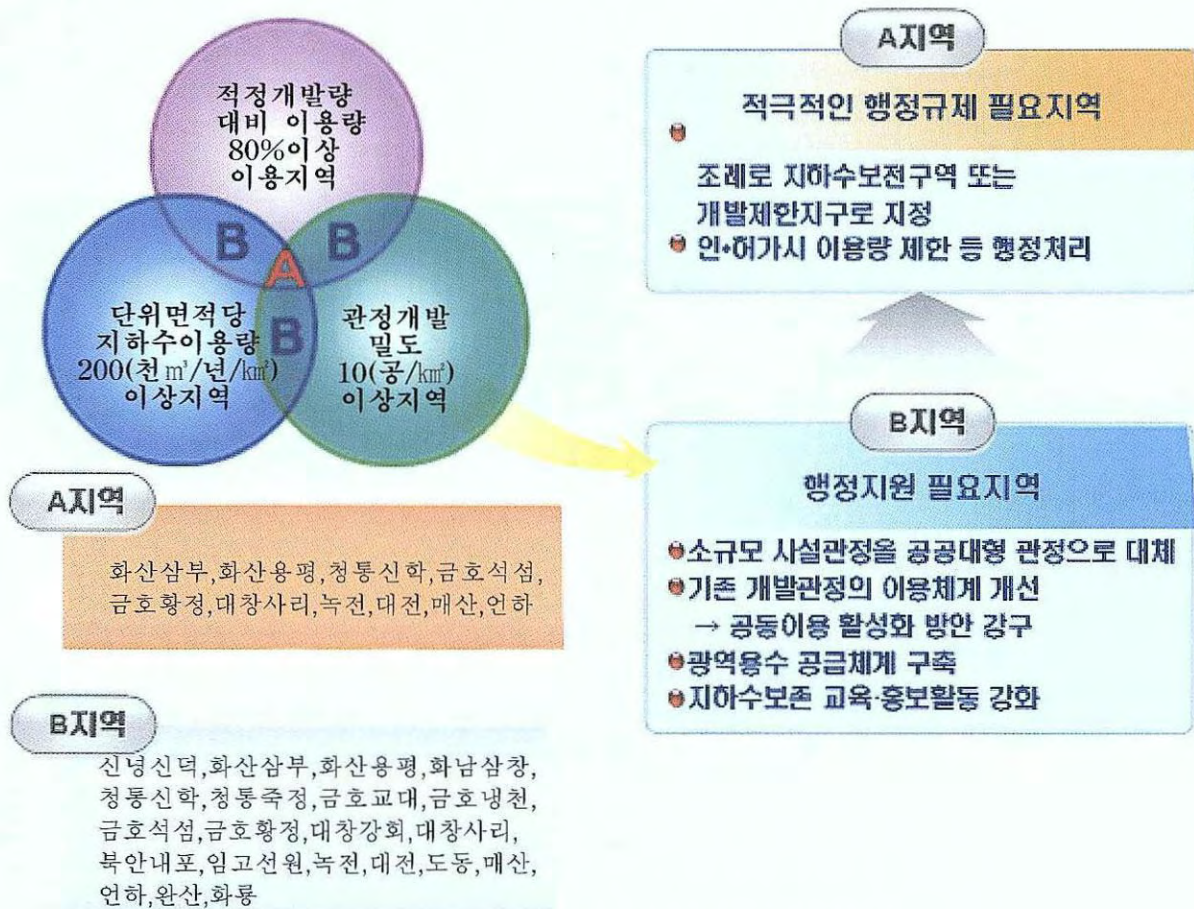 적정개발량
대비 이용량
80%이상
이용지역
B
B
A
B
단위면적당
지하수이용량
200(천㎥/년/㎢)
이상지역
관정개발
밀도
10(공/㎢)
이상지역
A지역
화산삼부,화산용평,청통신학,금호석섬,
금호황정,대창사리,녹전,대전,매산,언하
B지역
신녕신덕,화산삼부,화산용평,화남삼창,
청통신학,청통죽정,금호교대,금호냉천,
금호석섬,금호황정,대창강회,대창사리,
북안내포,임고선원,녹전,대전,도동,매산,
언하,완산,화룡
A지역
적극적인 행정규제 필요지역
조례로 지하수보전구역 또는
개발제한지구로 지정
인•허가시 이용량 제한 등 행정처리
B지역
행정지원 필요지역
소규모 사설관정을 공공대형 관정으로 대체
기존 개발관정의 이용체계 개선
→ 공동이용 활성화 방안 강구
광역용수 공급체계 구축
지하수보존 교육·홍보활동 강화